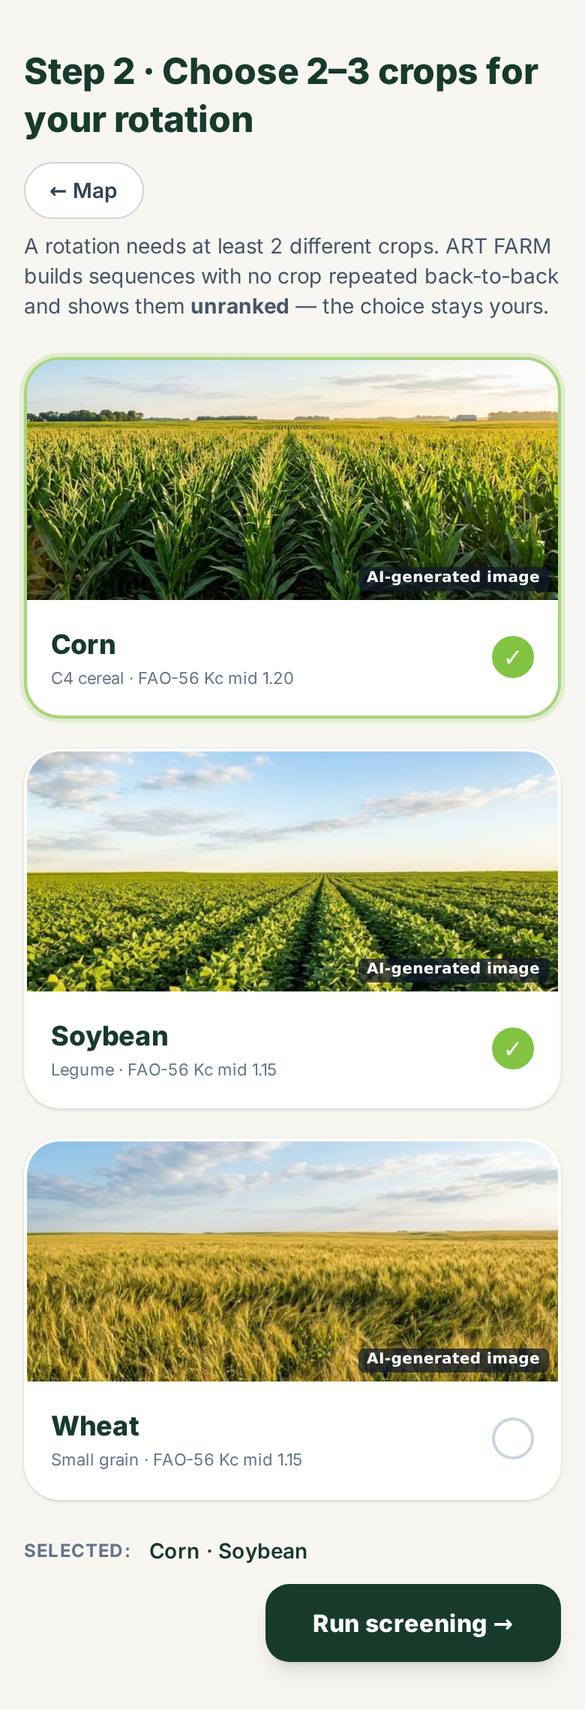 Step 2 · Choose 2–3 crops for
your rotation
← Map
A rotation needs at least 2 different crops. ART FARM
builds sequences with no crop repeated back-to-back
and shows them unranked — the choice stays yours.
AI-generated image
Corn
✓
C4 cereal · FAO-56 Kc mid 1.20
AI-generated image
Soybean
✓
Legume · FAO-56 Kc mid 1.15
AI-generated image
Wheat
Small grain · FAO-56 Kc mid 1.15
SELECTED: Corn · Soybean
Run screening →